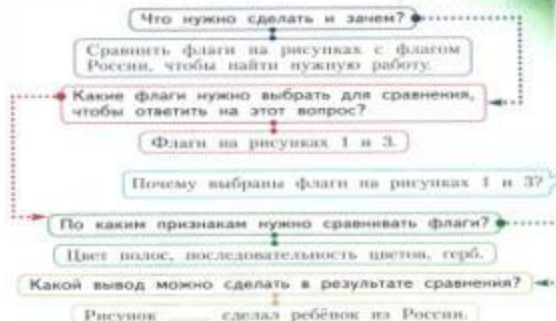 Что нужно сделать и зачем?
Сравнить флаги на рисунках с флагом
России, чтобы найти нужную работу.
Какие флаги нужно выбрать для сравнения,
чтобы ответить на этот вопрос?
Флаги на рисунках 1 и 3.
Почему выбраны флаги на рисунках 1 и 3?
По каким признакам нужно сравнивать флаги?
Цвет полос, последовательность цветов, герб.
Какой вывод можно сделать в результате сравнения?
Рисунок ____ сделал ребёнок из России.